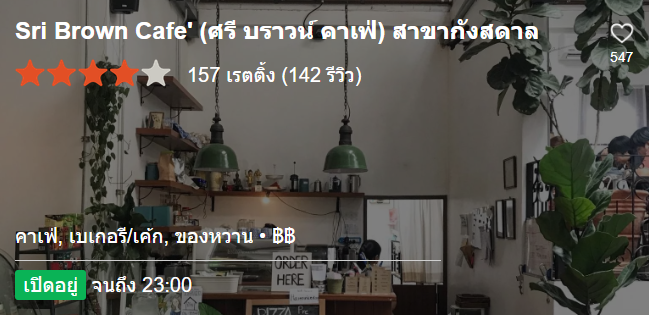 Sri Brown Cafe' (ศรี บราวน์ คาเฟ่) สาขากังสดาล
547
157 เรตติ้ง (142 รีวิว)
คาเฟ่, เบเกอรี/เค้ก, ของหวาน • ฿฿
ORDER
HERE
เปิดอยู่ จนถึง 23:00
PIZZA